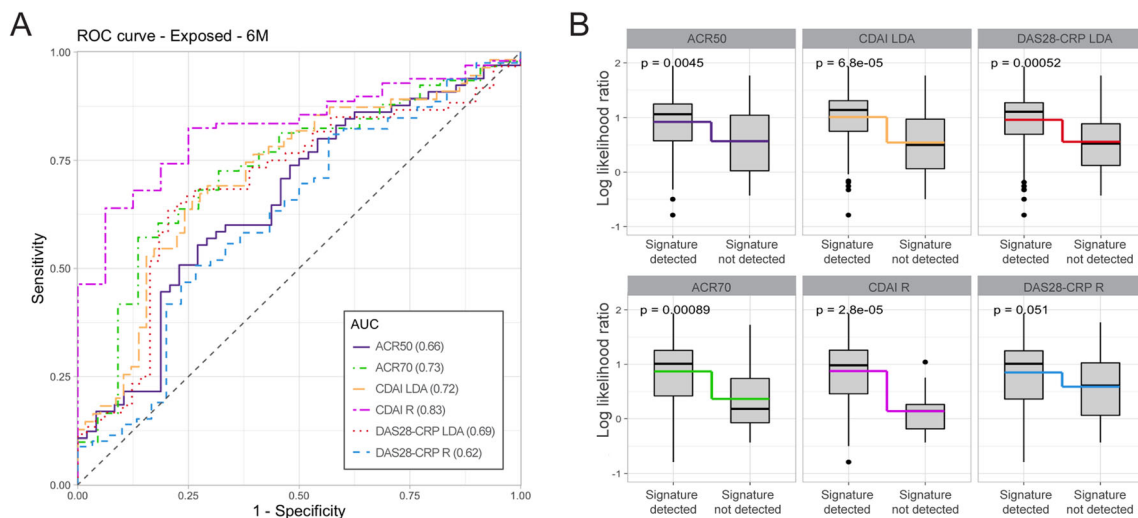 A
ROC curve - Exposed - 6M
1.00
0.75
0.50
0.25
0.00
Sensitivity
0.00
0.25
0.50
0.75
1.00
1 - Specificity
AUC
ACR50 (0.66)
ACR70 (0.73)
CDAI LDA (0.72)
CDAI R (0.83)
DAS28-CRP LDA (0.69)
DAS28-CRP R (0.62)
B
ACR50
CDAI LDA
DAS28-CRP LDA
p = 0.0045
p = 6.8e-05
p = 0.00052
Log likelihood ratio
2
1
0
-1
Signature
detected
Signature
not detected
Signature
detected
Signature
not detected
Signature
detected
Signature
not detected
ACR70
CDAI R
DAS28-CRP R
p = 0.00089
p = 2.8e-05
p = 0.051
Log likelihood ratio
2
1
0
-1
Signature
detected
Signature
not detected
Signature
detected
Signature
not detected
Signature
detected
Signature
not detected